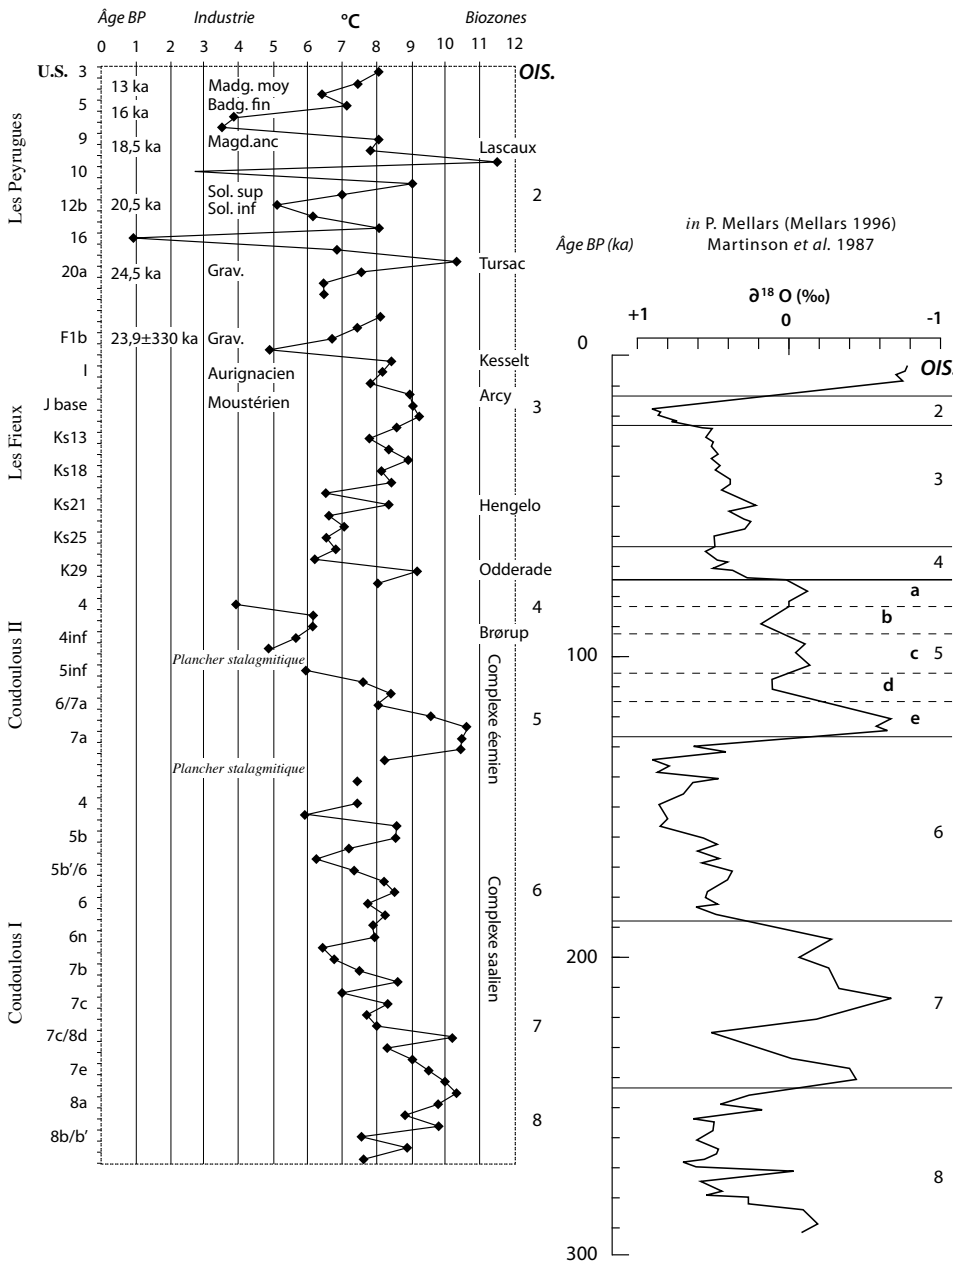 Âge BP Industrie °C Biozones
0 1 2 3 4 5 6 7 8 9 10 11 12
U.S. 3 OIS.
13 ka Madg. moy
5 Badg. fin
16 ka
9 Magd.anc
18,5 ka Lascaux
10
Sol. sup 2
12b 20,5 ka Sol. inf
16
Tursac
20a 24,5 ka Grav.
Les Peyrugues
F1b 23,9±330 ka Grav.
Kesselt
I Aurignacien
Arcy
J base Moustérien 3
Ks13
Ks18
Ks21 Hengelo
Ks25
K29 Odderade
Les Fieux
4 4
4inf Brørup
Plancher stalagmitique
5inf
6/7a 5
7a
Complexe éemien
Coudoulous II
Plancher stalagmitique
4
5b
5b’/6
6 6
6n
7b
7c
7c/8d 7
7e
8a
8b/b’ 8
Complexe saalien
Coudoulous I
in P. Mellars (Mellars 1996)
Âge BP (ka) Martinson et al. 1987
∂18 O (‰)
+1 0 -1
0
OIS.
2
3
4
a
b
100 c 5
d
e
6
200
7
8
300